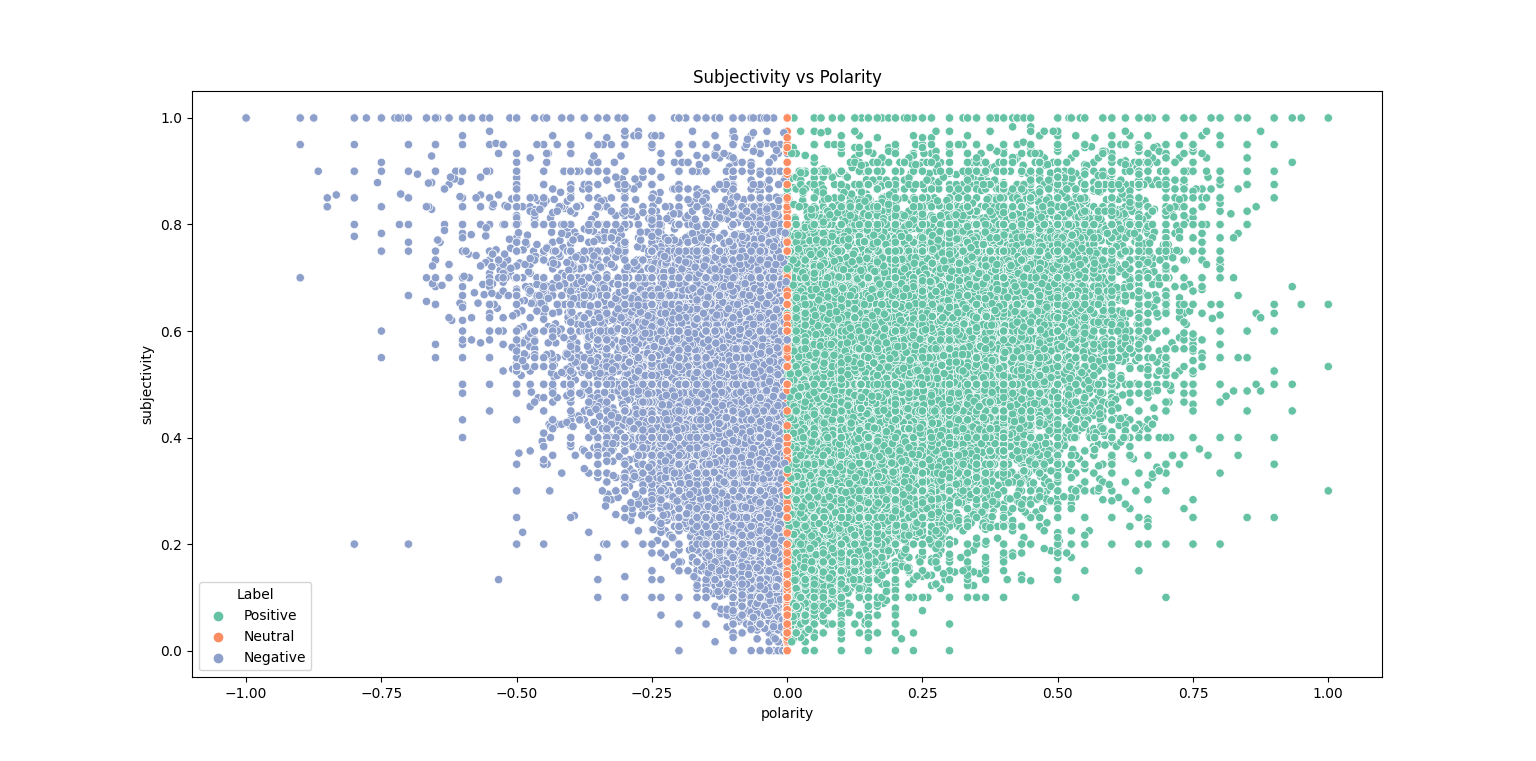 Subjectivity vs Polarity
subjectivity
1.0
0.8
0.6
0.4
0.2
0.0
Label
Positive
Neutral
Negative
−1.00 −0.75 −0.50 −0.25 0.00 0.25 0.50 0.75 1.00
polarity